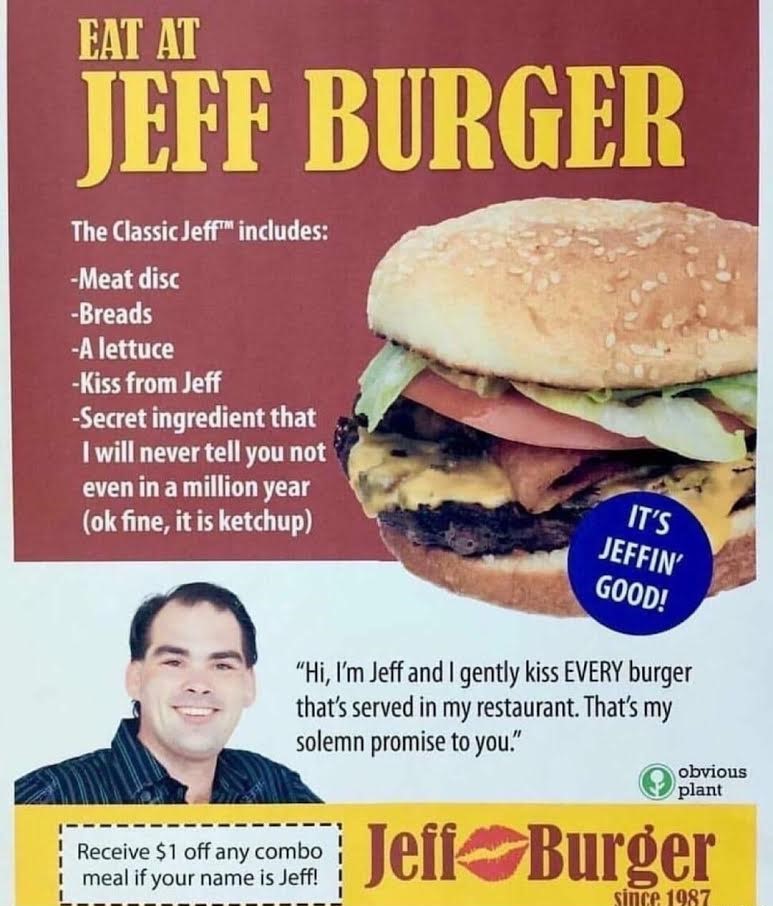 EAT AT
JEFF BURGER
The Classic Jeff™ includes:
-Meat disc
-Breads
-A lettuce
-Kiss from Jeff
-Secret ingredient that
I will never tell you not
even in a million year
(ok fine, it is ketchup)
IT'S
JEFFIN'
GOOD!
“Hi, I'm Jeff and I gently kiss EVERY burger
that's served in my restaurant. That's my
solemn promise to you.”
obvious
plant
Receive $1 off any combo
meal if your name is Jeff!
Jeff Burger
since 1987